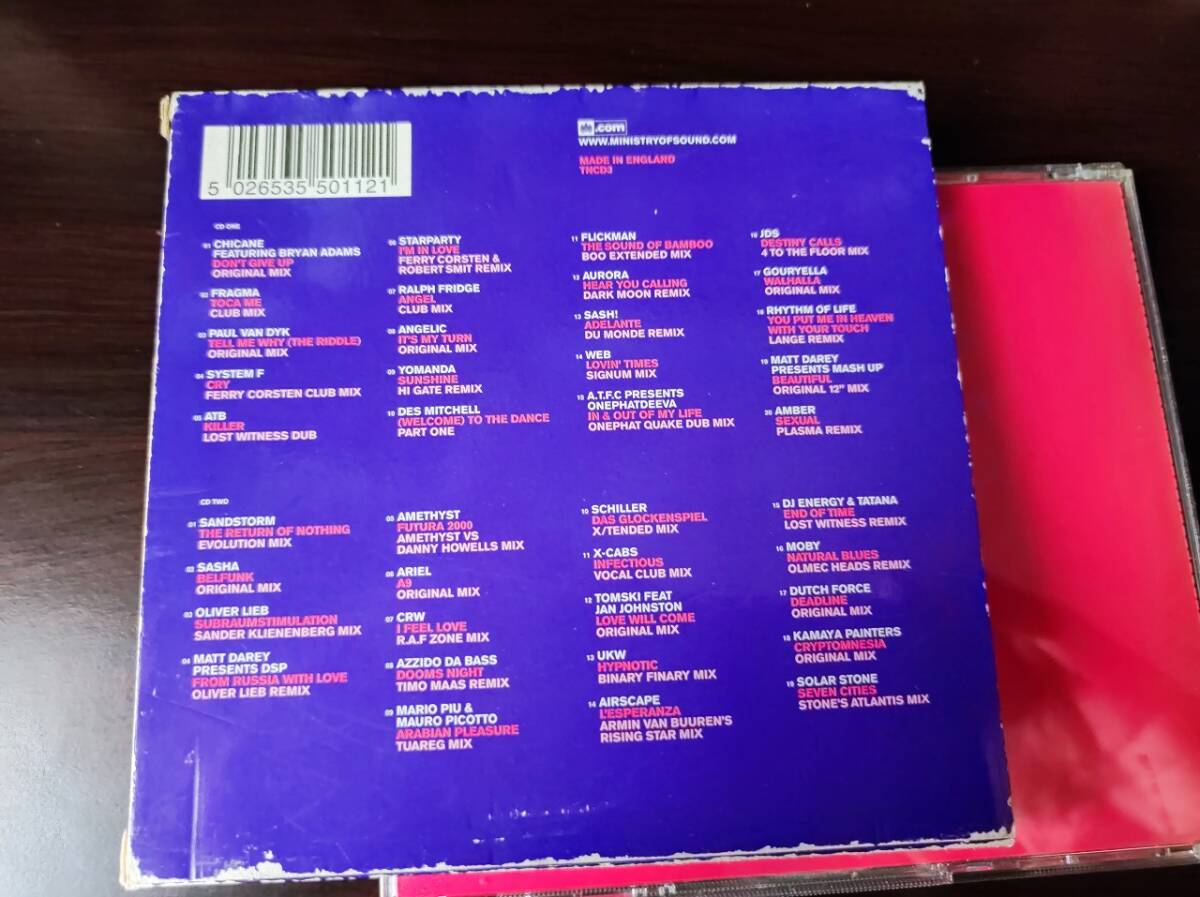 5 026535 501121
.com
WWW.MINISTRYOFSOUND.COM
MADE IN ENGLAND
TNCD3
CD ONE
01 CHICANE
FEATURING BRYAN ADAMS
DON'T GIVE UP
ORIGINAL MIX
02 FRAGMA
TOCA ME
CLUB MIX
03 PAUL VAN DYK
TELL ME WHY (THE RIDDLE)
ORIGINAL MIX
04 SYSTEM F
CRY
FERRY CORSTEN CLUB MIX
05 ATB
KILLER
LOST WITNESS DUB
06 STARPARTY
I'M IN LOVE
FERRY CORSTEN &
ROBERT SMIT REMIX
07 RALPH FRIDGE
ANGEL
CLUB MIX
08 ANGELIC
IT'S MY TURN
ORIGINAL MIX
09 YOMANDA
SUNSHINE
HI GATE REMIX
10 DES MITCHELL
(WELCOME) TO THE DANCE
PART ONE
11 FLICKMAN
THE SOUND OF BAMBOO
BOO EXTENDED MIX
12 AURORA
HEAR YOU CALLING
DARK MOON REMIX
13 SASH!
ADELANTE
DU MONDE REMIX
14 WEB
LOVIN' TIMES
SIGNUM MIX
15 A.T.F.C PRESENTS
ONEPHATDEEVA
IN & OUT OF MY LIFE
ONEPHAT QUAKE DUB MIX
16 JDS
DESTINY CALLS
4 TO THE FLOOR MIX
17 GOURYELLA
WALHALLA
ORIGINAL MIX
18 RHYTHM OF LIFE
YOU PUT ME IN HEAVEN
WITH YOUR TOUCH
LANGE REMIX
19 MATT DAREY
PRESENTS MASH UP
BEAUTIFUL
ORIGINAL 12" MIX
20 AMBER
SEXUAL
PLASMA REMIX
CD TWO
01 SANDSTORM
THE RETURN OF NOTHING
EVOLUTION MIX
02 SASHA
BELFUNK
ORIGINAL MIX
03 OLIVER LIEB
SUBRAUMSTIMULATION
SANDER KLIENENBERG MIX
04 MATT DAREY
PRESENTS DSP
FROM RUSSIA WITH LOVE
OLIVER LIEB REMIX
05 AMETHYST
FUTURA 2000
AMETHYST VS
DANNY HOWELLS MIX
06 ARIEL
A9
ORIGINAL MIX
07 CRW
I FEEL LOVE
R.A.F ZONE MIX
08 AZZIDO DA BASS
DOOMS NIGHT
TIMO MAAS REMIX
09 MARIO PIU &
MAURO PICOTTO
ARABIAN PLEASURE
TUAREG MIX
10 SCHILLER
DAS GLOCKENSPIEL
X/TENDED MIX
11 X-CABS
INFECTIOUS
VOCAL CLUB MIX
12 TOMSKI FEAT
JAN JOHNSTON
LOVE WILL COME
ORIGINAL MIX
13 UKW
HYPNOTIC
BINARY FINARY MIX
14 AIRSCAPE
L'ESPERANZA
ARMIN VAN BUUREN'S
RISING STAR MIX
15 DJ ENERGY & TATANA
END OF TIME
LOST WITNESS REMIX
16 MOBY
NATURAL BLUES
OLMEC HEADS REMIX
17 DUTCH FORCE
DEADLINE
ORIGINAL MIX
18 KAMAYA PAINTERS
CRYPTOMNESIA
ORIGINAL MIX
19 SOLAR STONE
SEVEN CITIES
STONE'S ATLANTIS MIX